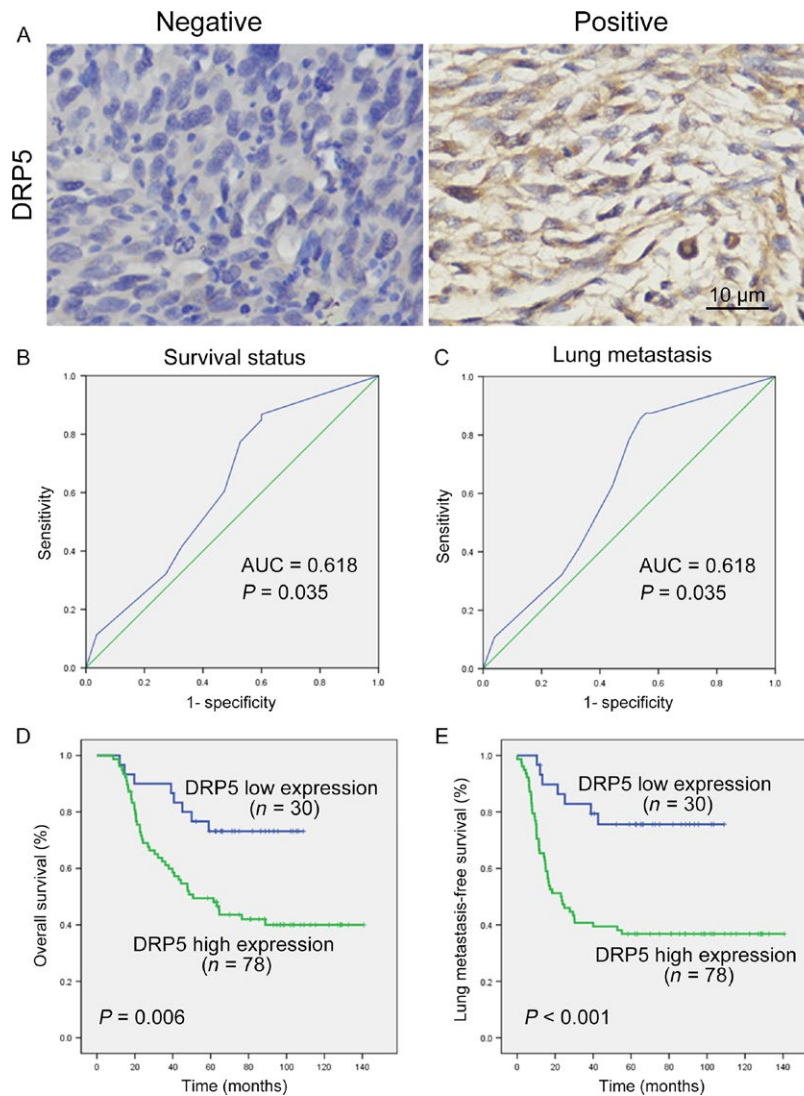 Negative
Positive
A
DRP5
10 µm
B
Survival status
1.0
0.8
0.6
0.4
0.2
0.0
Sensitivity
AUC = 0.618
P = 0.035
0.0 0.2 0.4 0.6 0.8 1.0
1- specificity
C
Lung metastasis
1.0
0.8
0.6
0.4
0.2
0.0
Sensitivity
AUC = 0.618
P = 0.035
0.0 0.2 0.4 0.6 0.8 1.0
1- specificity
D
1.0
0.8
0.6
0.4
0.2
0.0
Overall survival (%)
DRP5 low expression
(n = 30)
DRP5 high expression
(n = 78)
P = 0.006
0 20 40 60 80 100 120 140
Time (months)
E
1.0
0.8
0.6
0.4
0.2
0.0
Lung metastasis-free survival (%)
DRP5 low expression
(n = 30)
DRP5 high expression
(n = 78)
P < 0.001
0 20 40 60 80 100 120 140
Time (months)